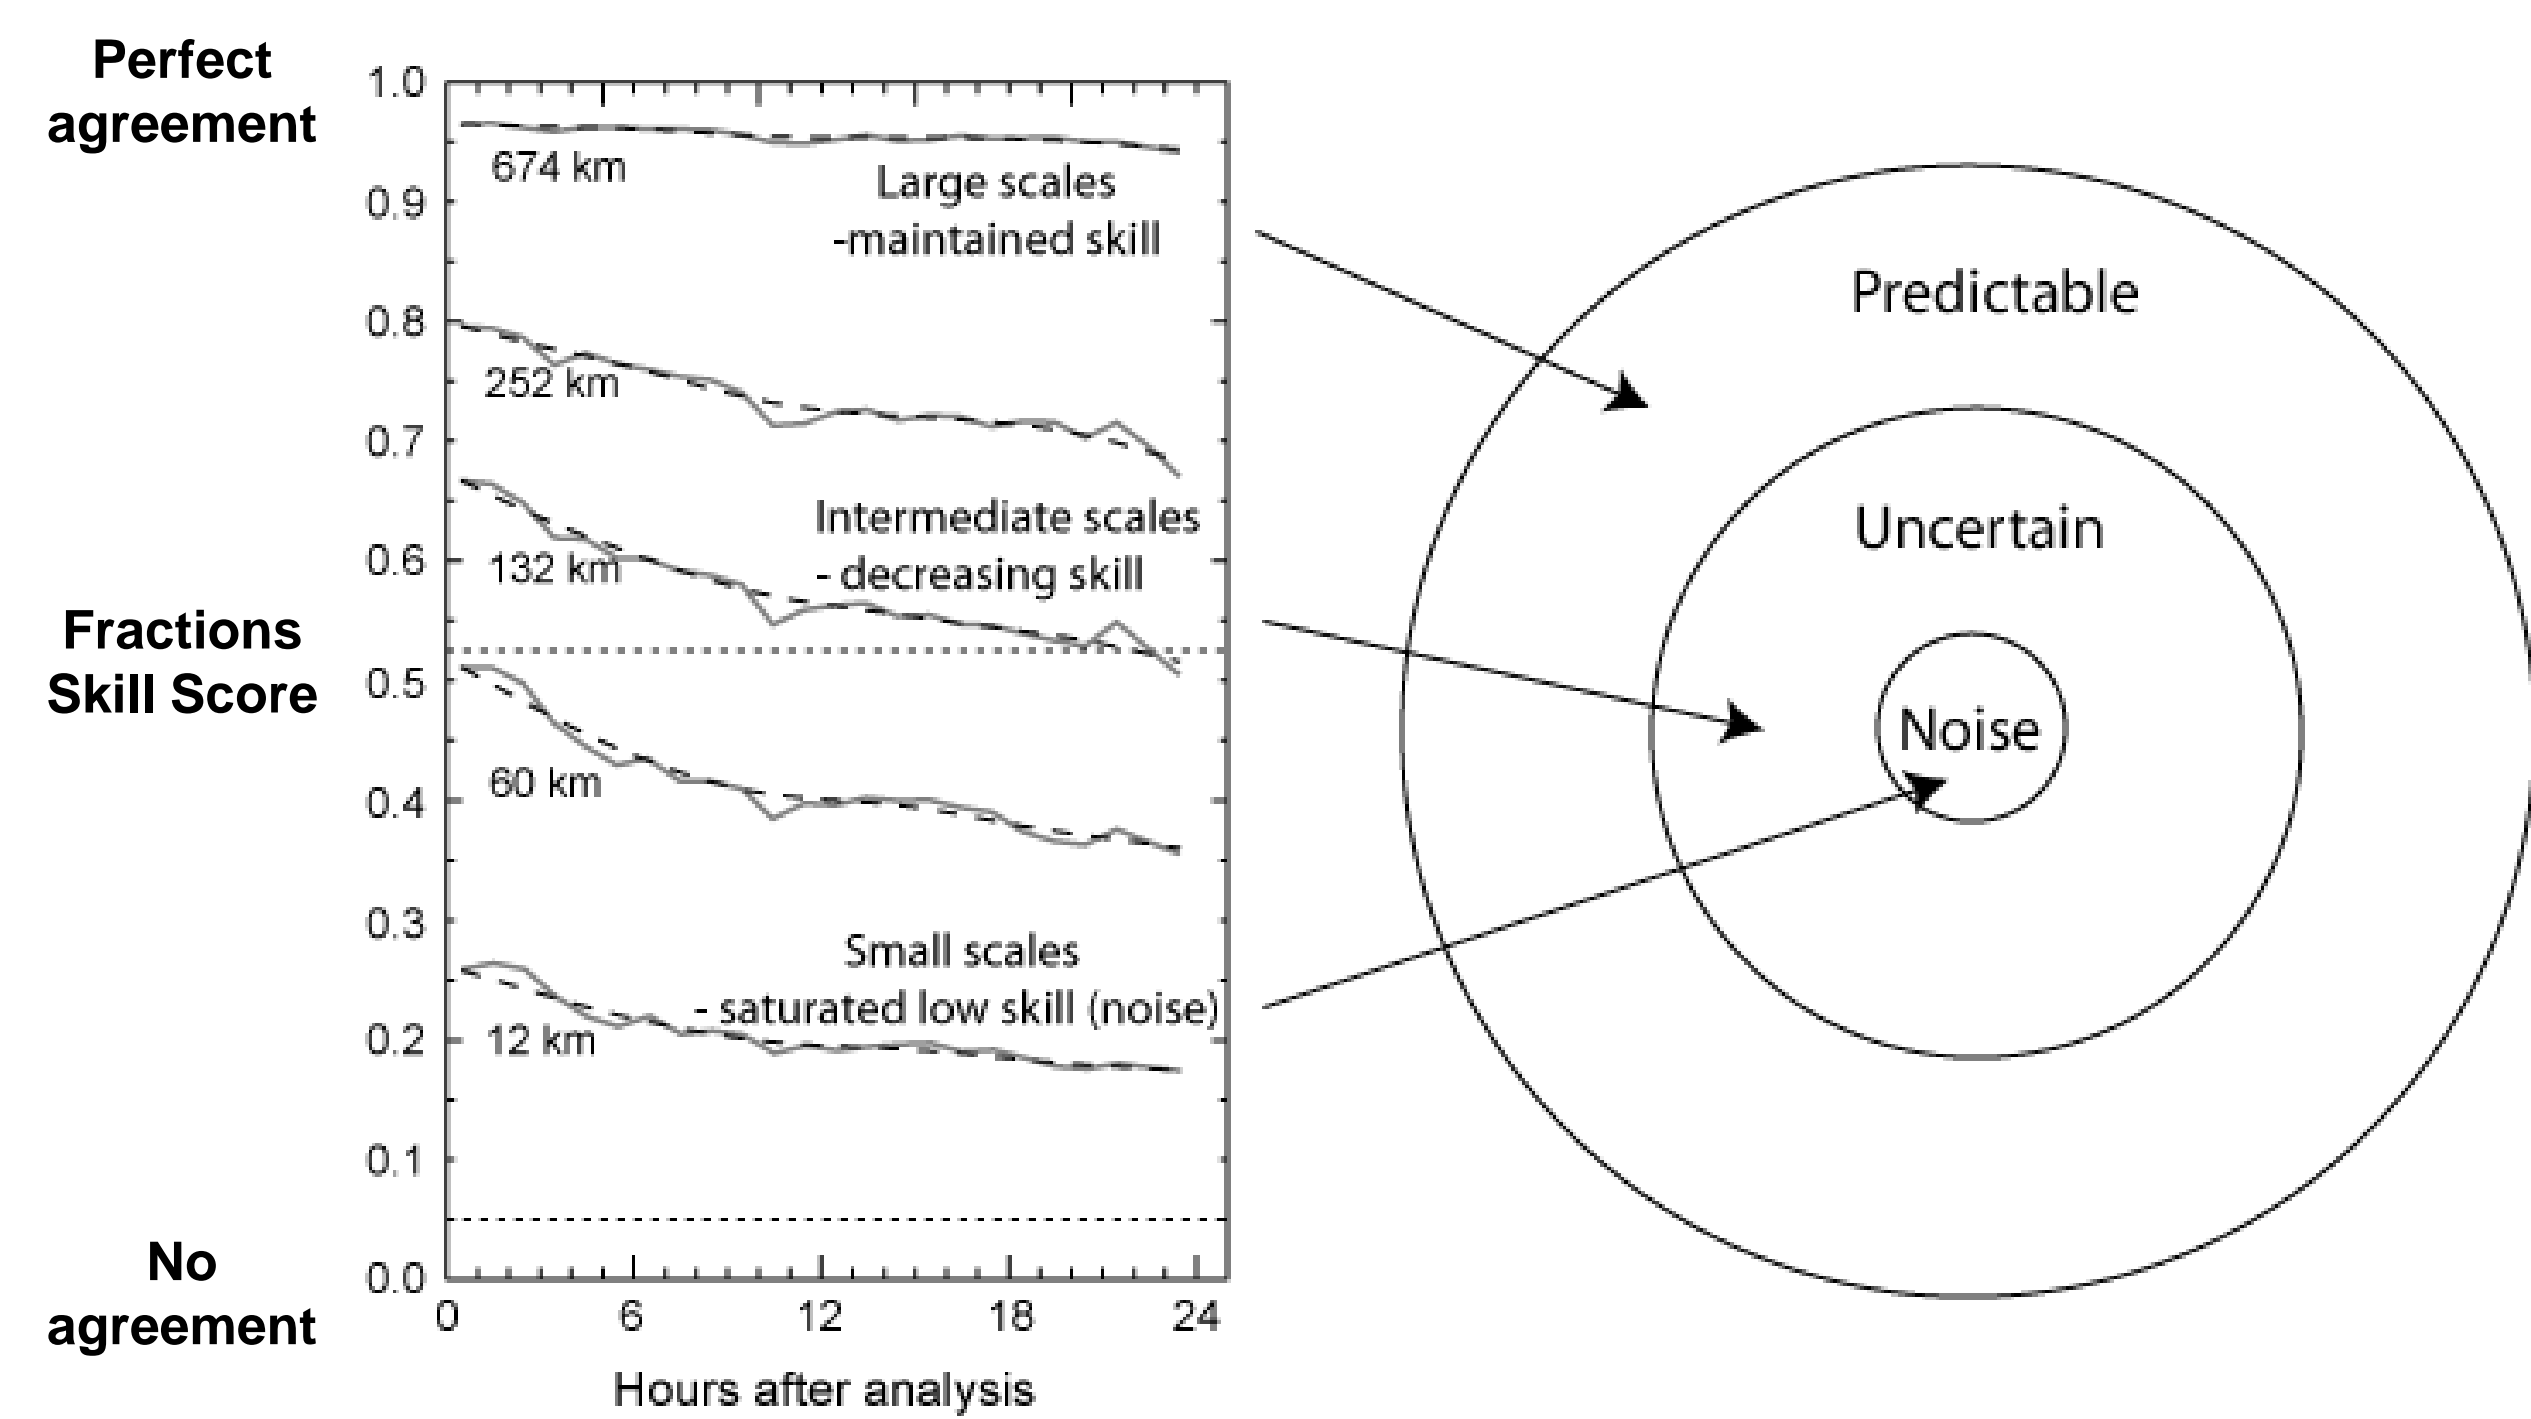 Perfect
agreement
Fractions
Skill Score
No
agreement
1.0
0.9
0.8
0.7
0.6
0.5
0.4
0.3
0.2
0.1
0.0
674 km
Large scales
-maintained skill
252 km
132 km
Intermediate scales
- decreasing skill
60 km
Small scales
- saturated low skill (noise)
12 km
0 6 12 18 24
Hours after analysis
Predictable
Uncertain
Noise